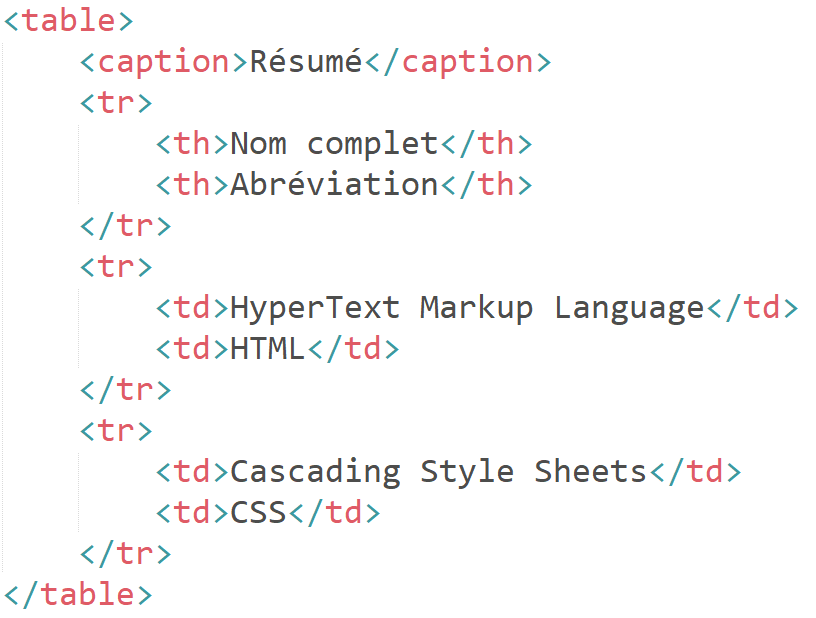 <table>
<caption>Résumé</caption>
<tr>
<th>Nom complet</th>
<th>Abréviation</th>
</tr>
<tr>
<td>HyperText Markup Language</td>
<td>HTML</td>
</tr>
<tr>
<td>Cascading Style Sheets</td>
<td>CSS</td>
</tr>
</table>